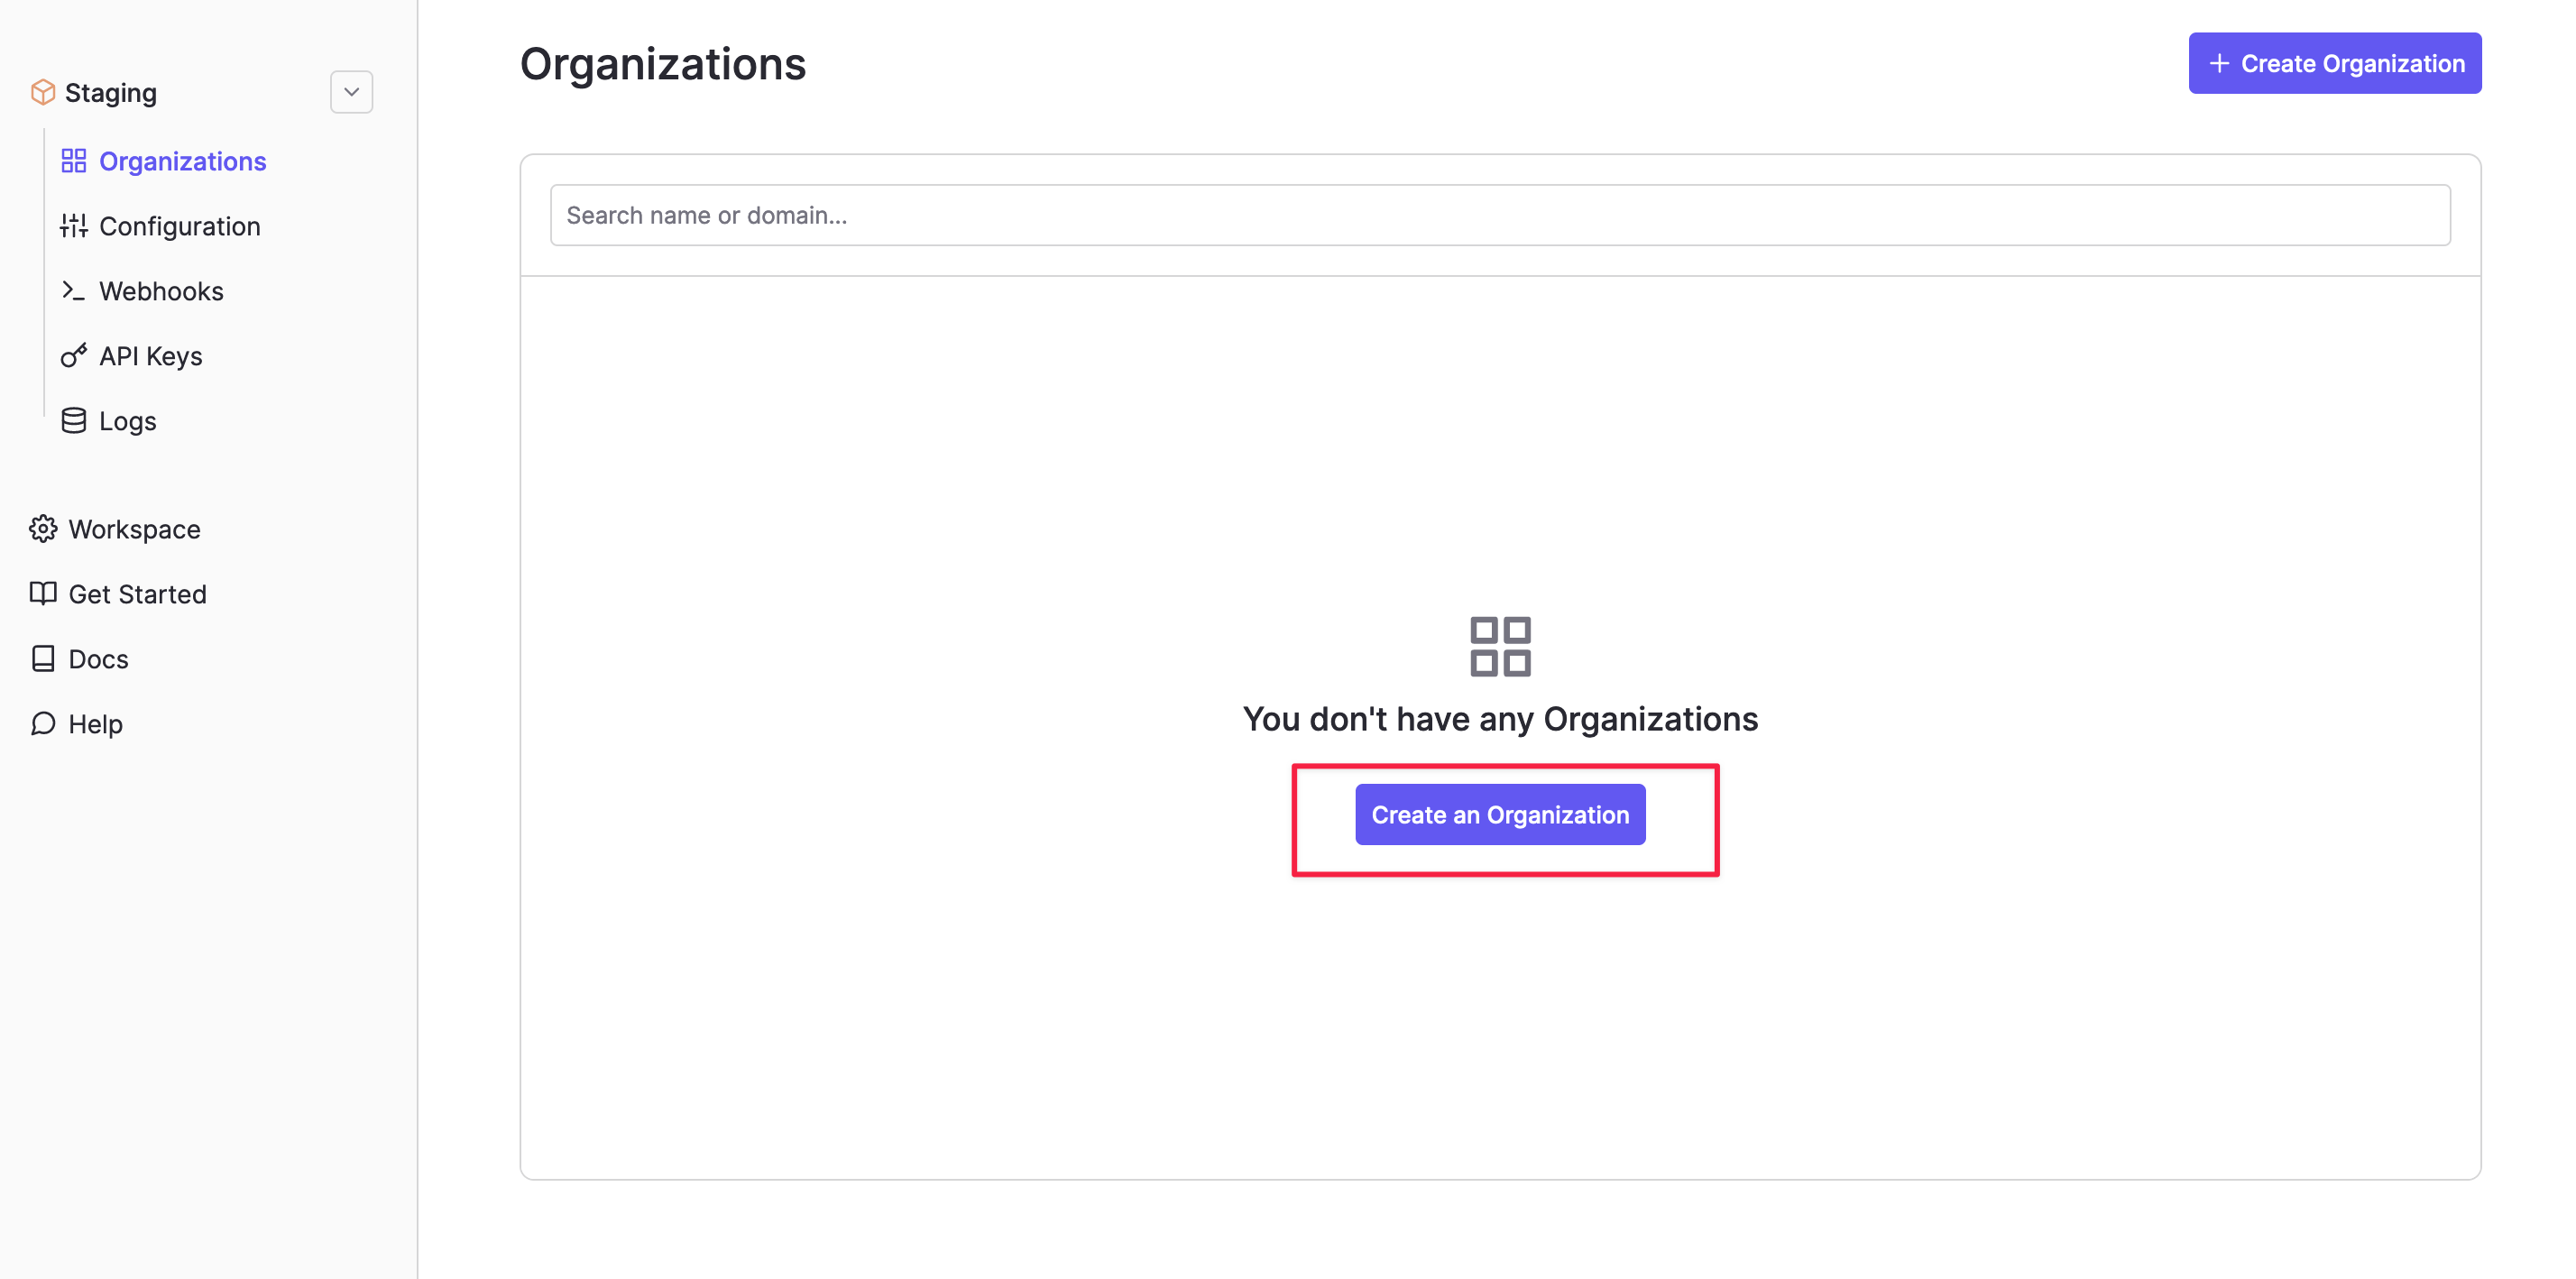 Staging
Organizations
Configuration
Webhooks
API Keys
Logs
Workspace
Get Started
Docs
Help
Organizations
Create Organization
Search name or domain...
You don't have any Organizations
Create an Organization